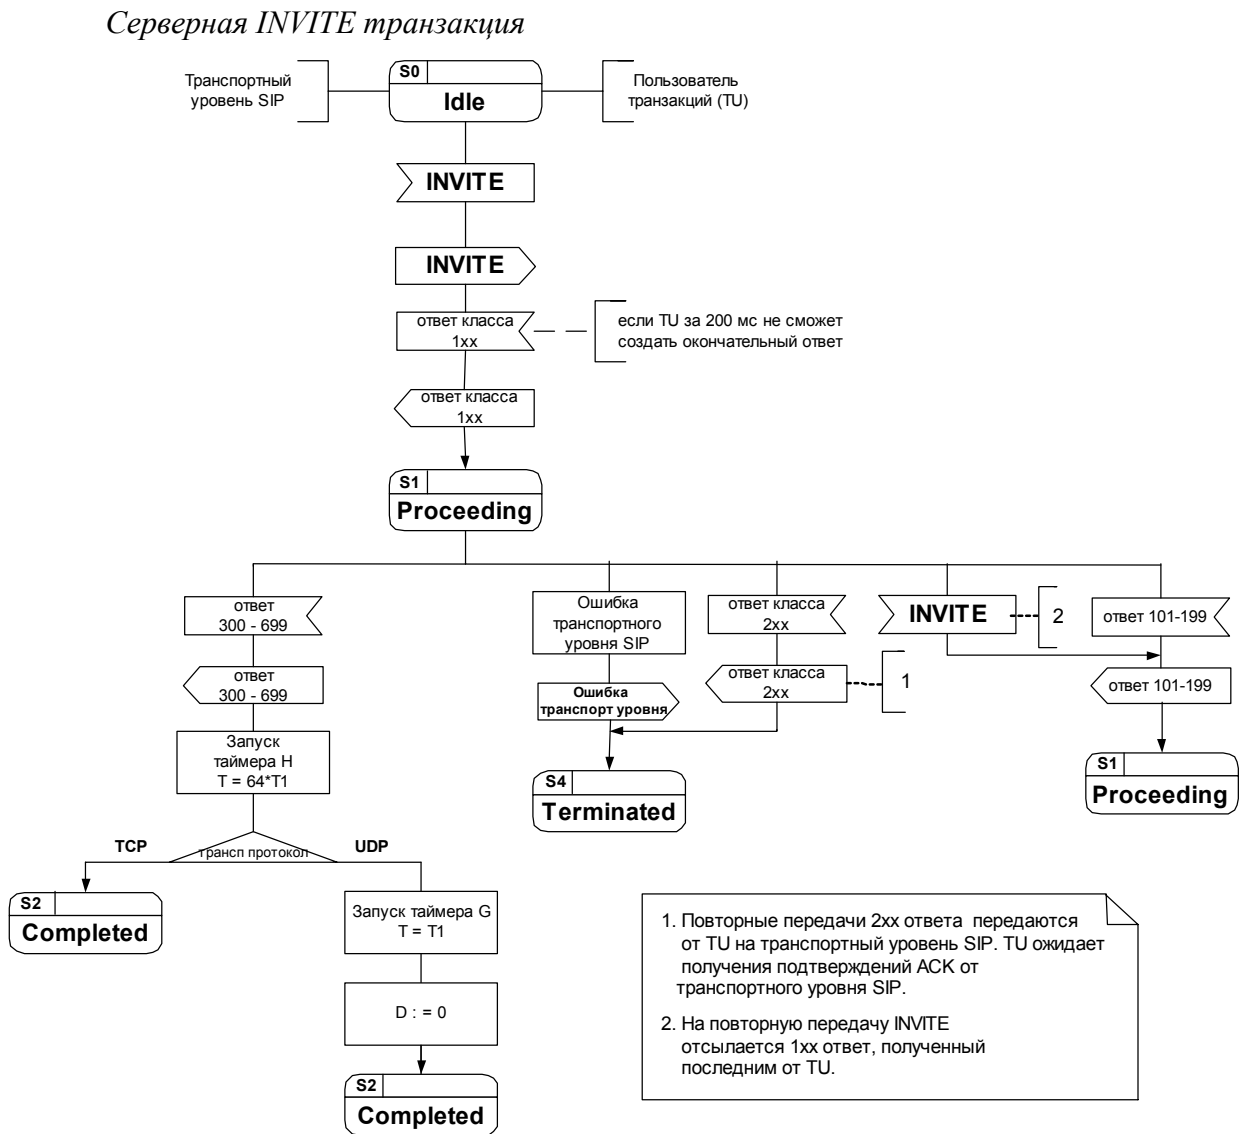 Серверная INVITE транзакция
Транспортный
уровень SIP
S0
Idle
Пользователь
транзакций (TU)
INVITE
INVITE
ответ класса
1xx
если TU за 200 мс не сможет
создать окончательный ответ
ответ класса
1xx
S1
Proceeding
ответ
300 - 699
Ошибка
транспортного
уровня SIP
ответ класса
2xx
INVITE
2
ответ 101-199
ответ
300 - 699
Ошибка
транспорт уровня
ответ класса
2xx
1
ответ 101-199
Запуск
таймера H
T = 64*T1
S4
Terminated
S1
Proceeding
TCP
трансп протокол
UDP
S2
Completed
Запуск таймера G
T = T1
D : = 0
S2
Completed
1. Повторные передачи 2xx ответа передаются
от TU на транспортный уровень SIP. TU ожидает
получения подтверждений ACK от
транспортного уровня SIP.
2. На повторную передачу INVITE
отсылается 1xx ответ, полученный
последним от TU.